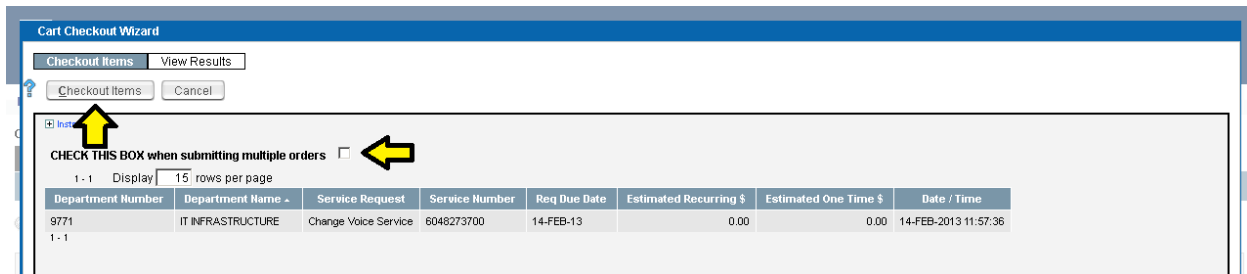 Cart Checkout Wizard
Checkout Items View Results
? Checkout Items Cancel
CHECK THIS BOX when submitting multiple orders
1 - 1 Display 15 rows per page
Department Number Department Name Service Request Service Number Req Due Date Estimated Recurring $ Estimated One Time $ Date / Time
9771 IT INFRASTRUCTURE Change Voice Service 6048273700 14-FEB-13 0.00 0.00 14-FEB-2013 11:57:36
1 - 1